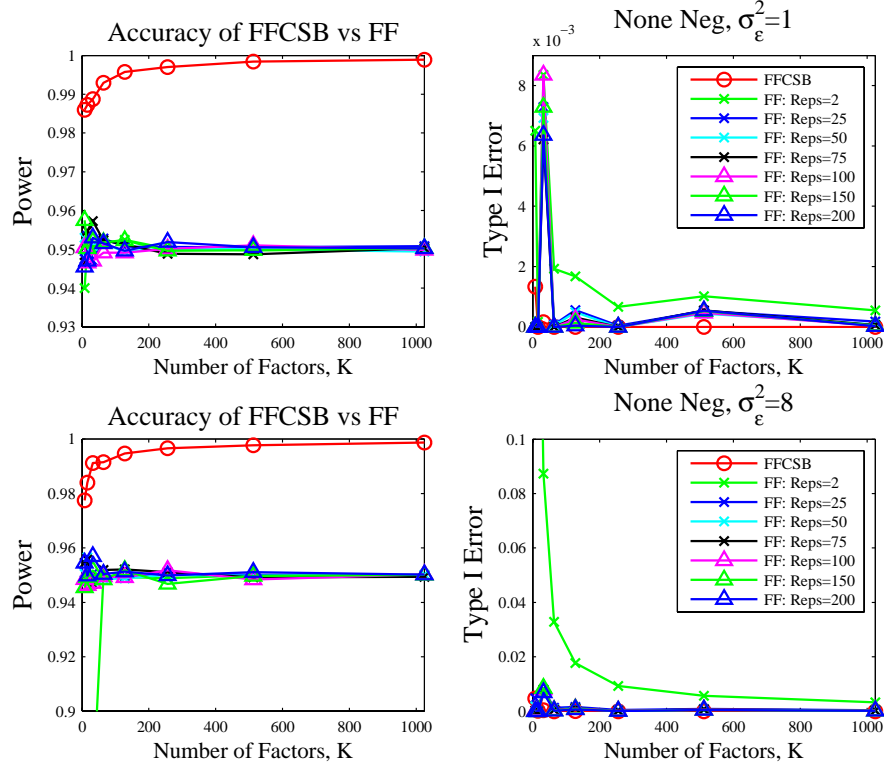 Accuracy of FFCSB vs FF
1
0.99
0.98
0.97
0.96
0.95
0.94
0.93
Power
0 200 400 600 800 1000
Number of Factors, K
None Neg, σ²ε=1
x 10⁻³
8
6
4
2
0
Type I Error
FFCSB
FF: Reps=2
FF: Reps=25
FF: Reps=50
FF: Reps=75
FF: Reps=100
FF: Reps=150
FF: Reps=200
0 200 400 600 800 1000
Number of Factors, K
Accuracy of FFCSB vs FF
1
0.98
0.96
0.94
0.92
0.9
Power
0 200 400 600 800 1000
Number of Factors, K
None Neg, σ²ε=8
0.1
0.08
0.06
0.04
0.02
0
Type I Error
FFCSB
FF: Reps=2
FF: Reps=25
FF: Reps=50
FF: Reps=75
FF: Reps=100
FF: Reps=150
FF: Reps=200
0 200 400 600 800 1000
Number of Factors, K